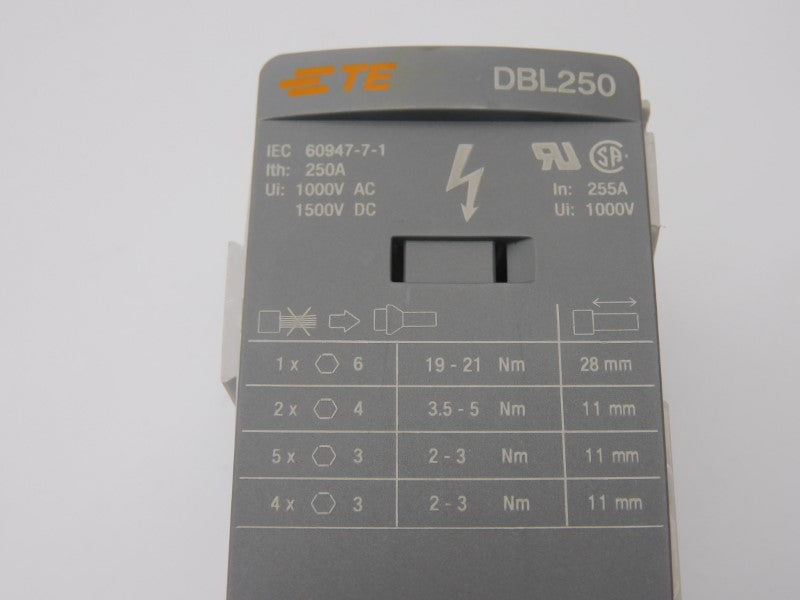 TE DBL250
IEC 60947-7-1
Ith: 250A
Ui: 1000V AC
1500V DC
RU SA
In: 255A
Ui: 1000V
1 x 6 19 - 21 Nm 28 mm
2 x 4 3.5 - 5 Nm 11 mm
5 x 3 2 - 3 Nm 11 mm
4 x 3 2 - 3 Nm 11 mm